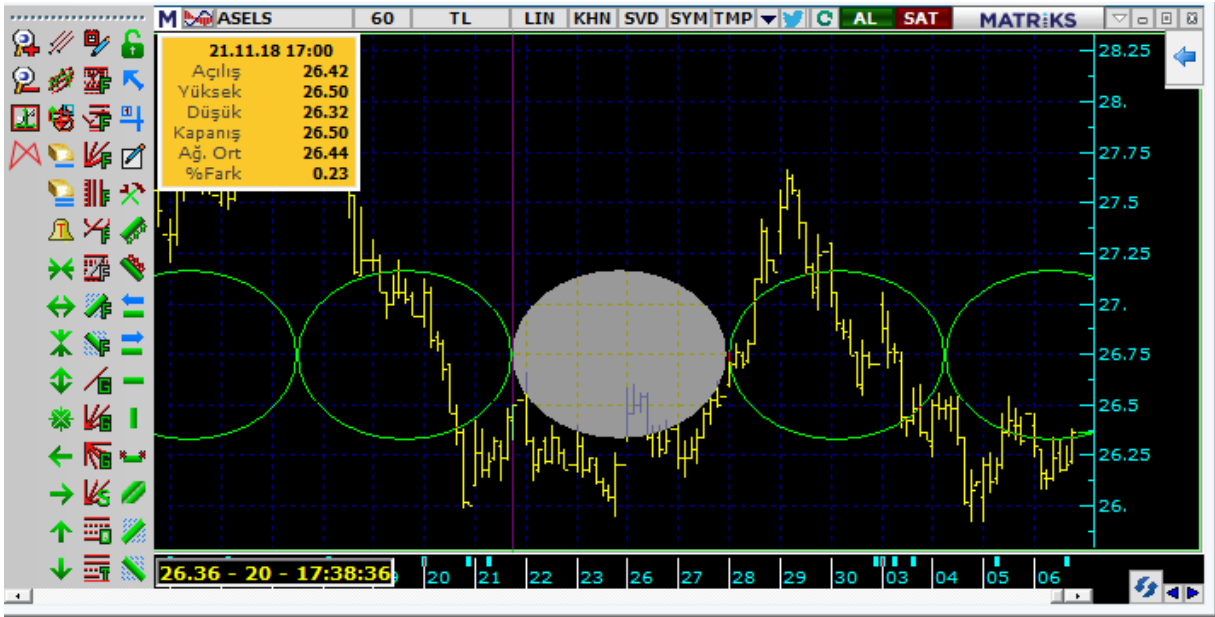 M ASELS 60 TL LIN KHN SVD SYM TMP C AL SAT MATRiKS
21.11.18 17:00
Açılış 26.42
Yüksek 26.50
Düşük 26.32
Kapanış 26.50
Ağ. Ort 26.44
%Fark 0.23
28.25
28.
27.75
27.5
27.25
27.
26.75
26.5
26.25
26.
26.36 - 20 - 17:38:36 20 21 22 23 26 27 28 29 30 03 04 05 06